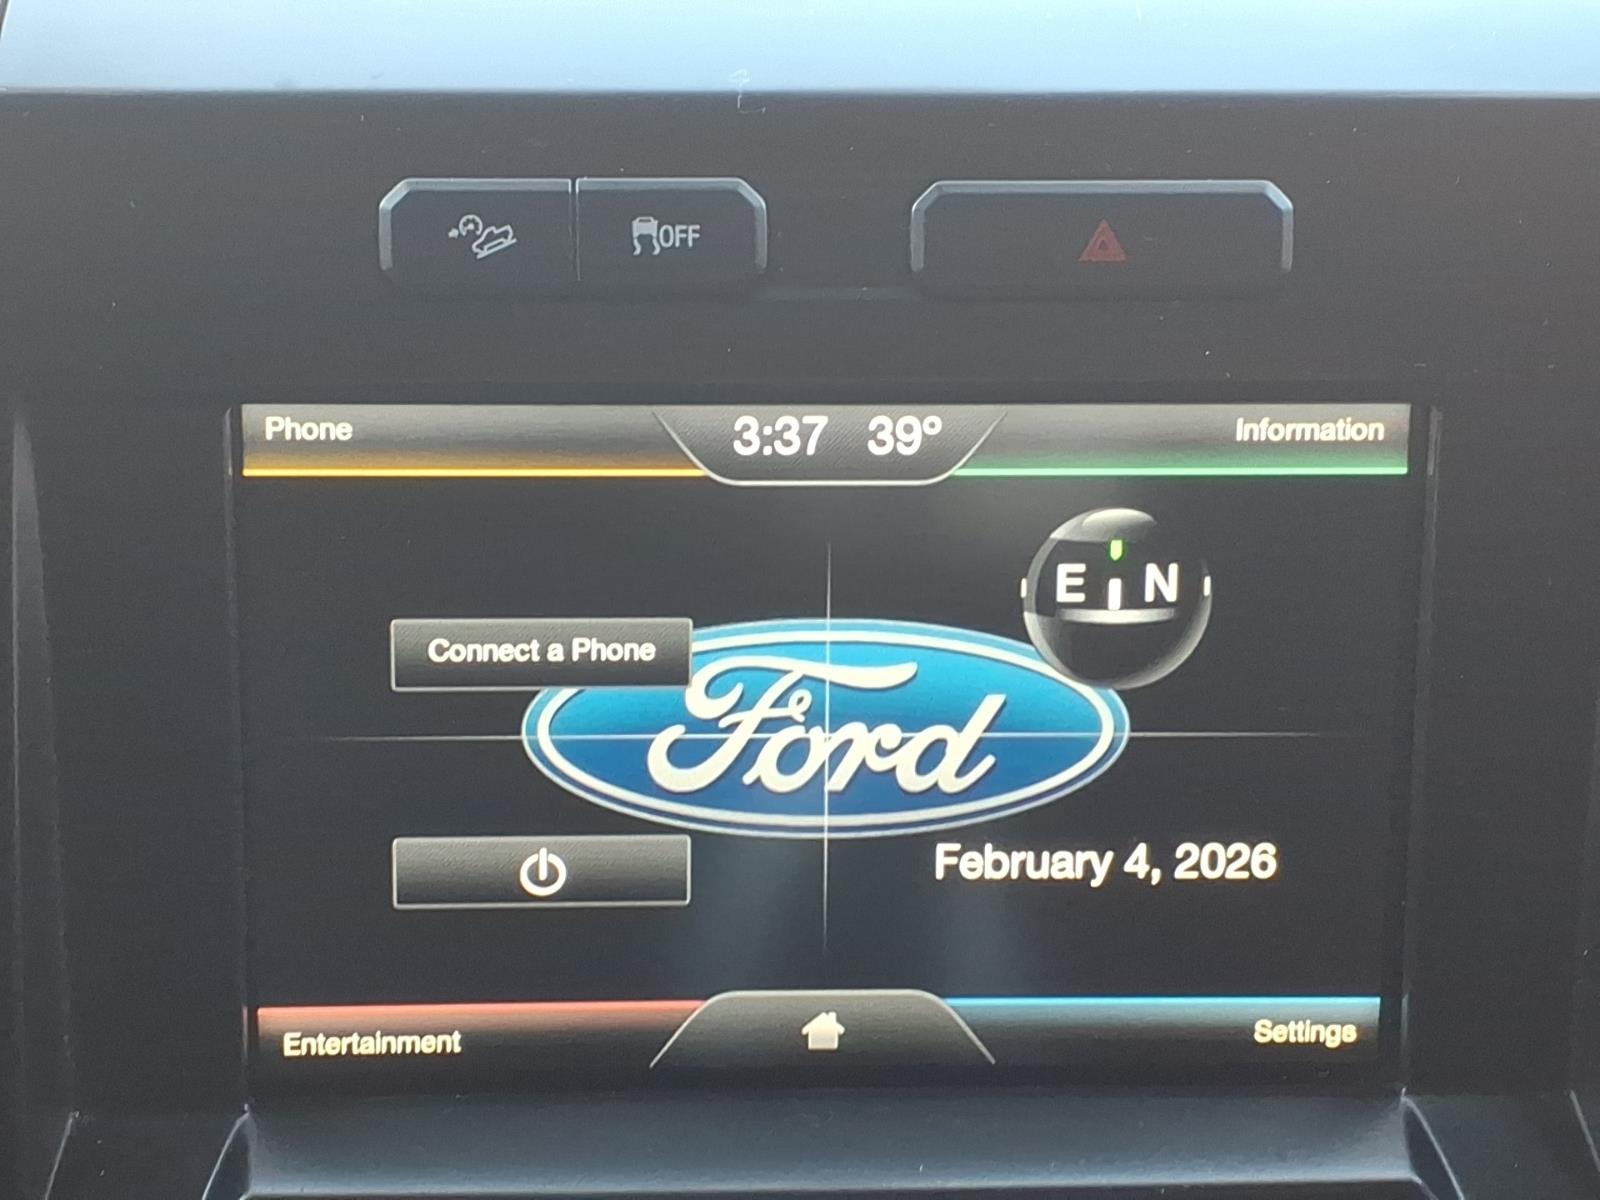 OFF
Phone
3:37 39°
Information
E N
Connect a Phone
Ford
February 4, 2026
Entertainment
Settings